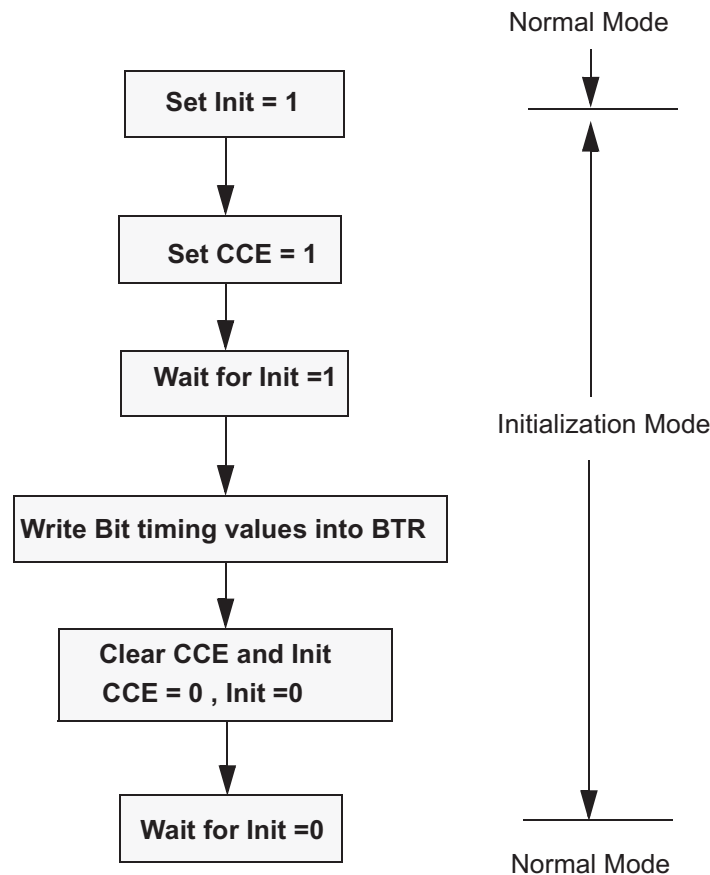 Normal Mode
Set Init = 1
Set CCE = 1
Wait for Init =1
Initialization Mode
Write Bit timing values into BTR
Clear CCE and Init
CCE = 0 , Init =0
Wait for Init =0
Normal Mode